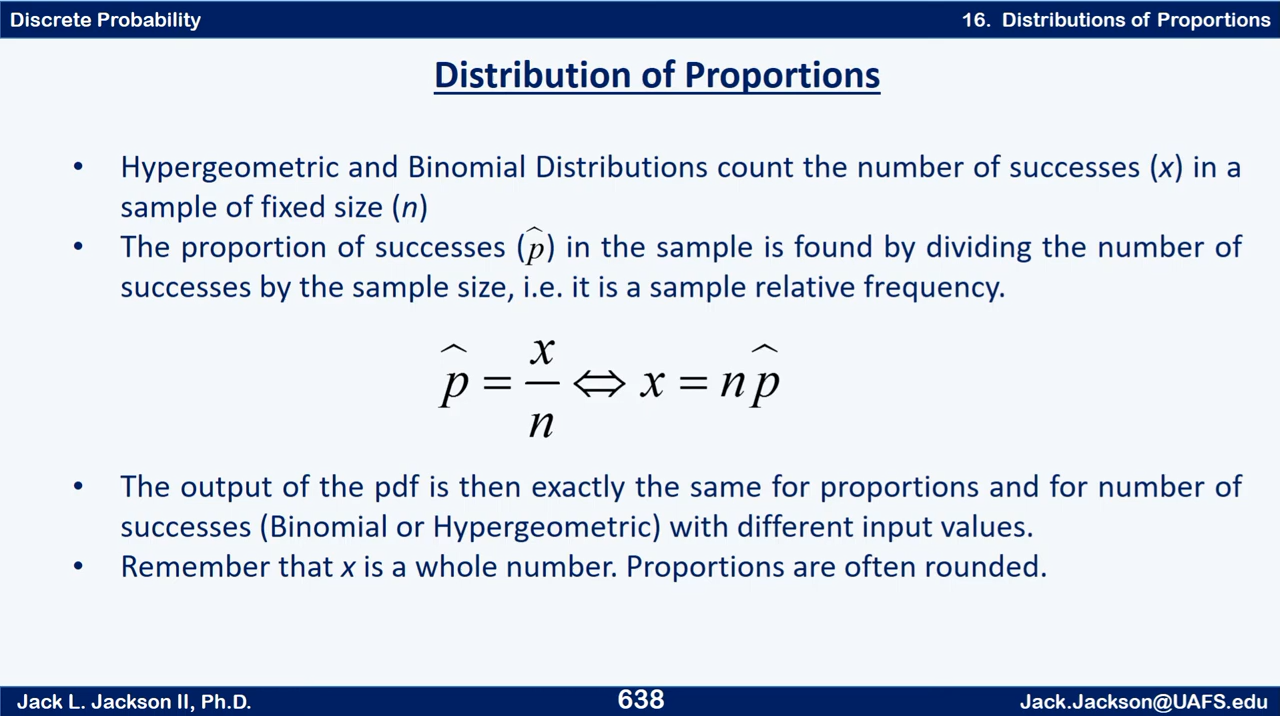 Discrete Probability
16. Distributions of Proportions
Distribution of Proportions
• Hypergeometric and Binomial Distributions count the number of successes (x) in a
sample of fixed size (n)
• The proportion of successes (p̂) in the sample is found by dividing the number of
successes by the sample size, i.e. it is a sample relative frequency.
p̂ = x/n ⇔ x = n p̂
• The output of the pdf is then exactly the same for proportions and for number of
successes (Binomial or Hypergeometric) with different input values.
• Remember that x is a whole number. Proportions are often rounded.
Jack L. Jackson II, Ph.D.
638
Jack.Jackson@UAFS.edu